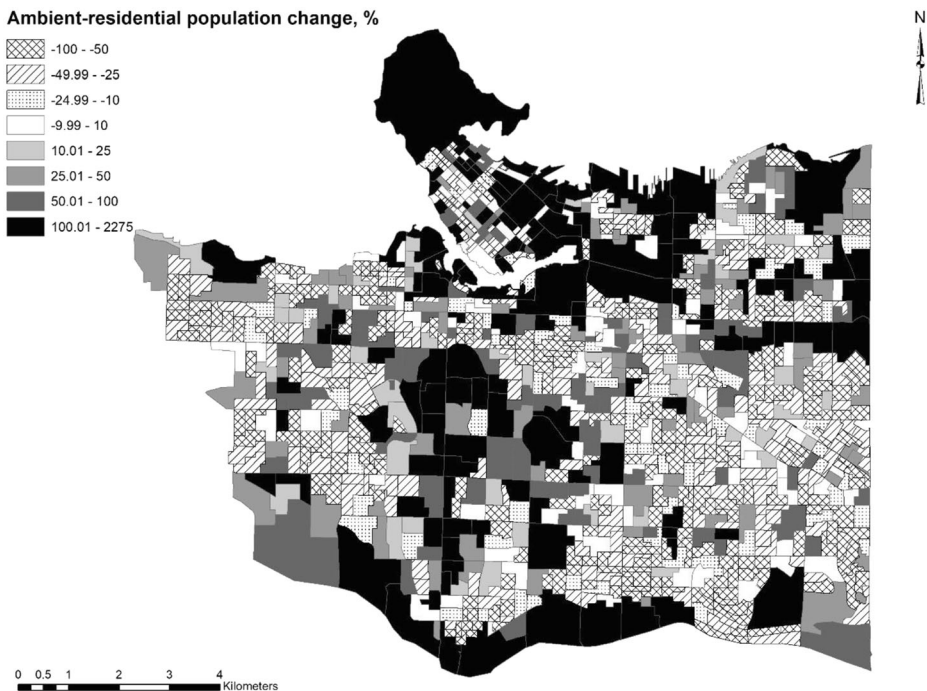 Ambient-residential population change, %
-100 - -50
-49.99 - -25
-24.99 - -10
-9.99 - 10
10.01 - 25
25.01 - 50
50.01 - 100
100.01 - 2275
N
0 0.5 1 2 3 4
Kilometers